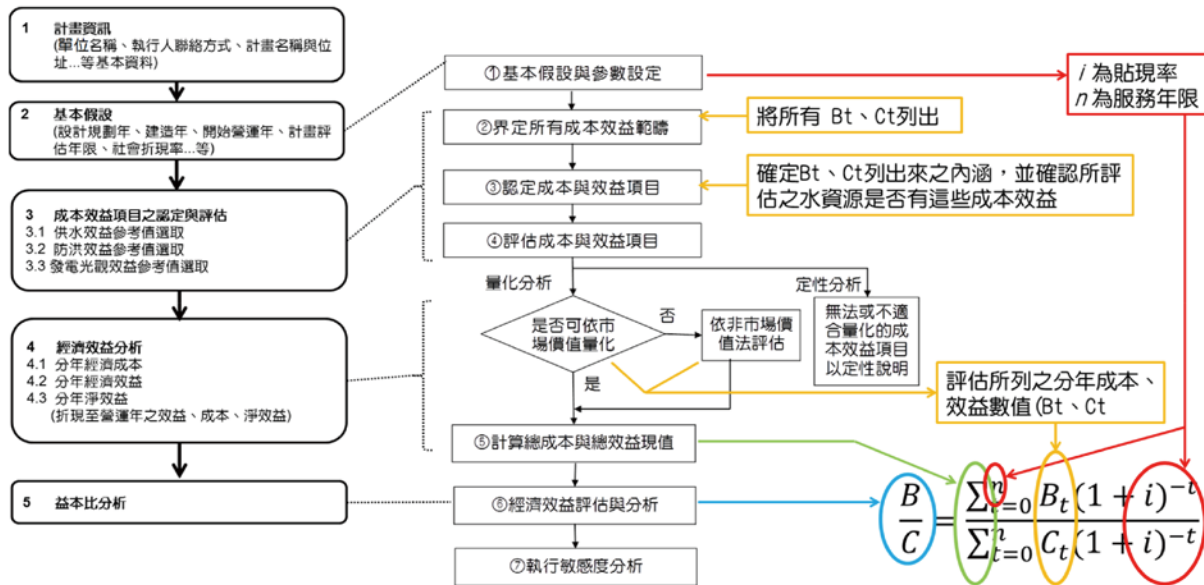 1 計畫資訊
(單位名稱、執行人聯絡方式、計畫名稱與位
址...等基本資料)
2 基本假設
(設計規劃年、建造年、開始營運年、計畫評
估年限、社會折現率...等)
3 成本效益項目之認定與評估
3.1 供水效益參考值選取
3.2 防洪效益參考值選取
3.3 發電光觀效益參考值選取
4 經濟效益分析
4.1 分年經濟成本
4.2 分年經濟效益
4.3 分年淨效益
(折現至營運年之效益、成本、淨效益)
5 益本比分析
①基本假設與參數設定
②界定所有成本效益範疇
③認定成本與效益項目
④評估成本與效益項目
量化分析
定性分析
是否可依市
場價值量化
否
是
依非市場價
值法評估
無法或不適
合量化的成
本效益項目
以定性說明
⑤計算總成本與總效益現值
⑥經濟效益評估與分析
⑦執行敏感度分析
i 為貼現率
n 為服務年限
將所有 Bt、Ct列出
確定Bt、Ct列出來之內涵，並確認所評
估之水資源是否有這些成本效益
評估所列之分年成本、
效益數值(Bt、Ct
B/C = ∑ⁿₜ₌₀ Bₜ(1 + i)⁻ᵗ / ∑ⁿₜ₌₀ Cₜ(1 + i)⁻ᵗ